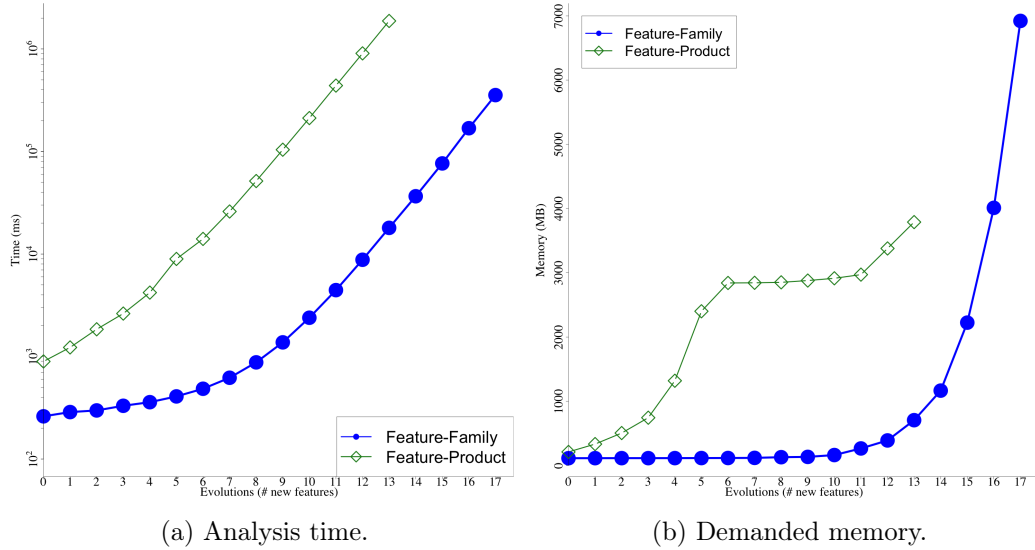 10^6
10^5
10^4
10^3
10^2
Time (ms)
0 1 2 3 4 5 6 7 8 9 10 11 12 13 14 15 16 17
Evolutions (# new features)
Feature-Family
Feature-Product
(a) Analysis time.
Feature-Family
Feature-Product
7000
6000
5000
4000
3000
2000
1000
0
Memory (MB)
0 1 2 3 4 5 6 7 8 9 10 11 12 13 14 15 16 17
Evolutions (# new features)
(b) Demanded memory.